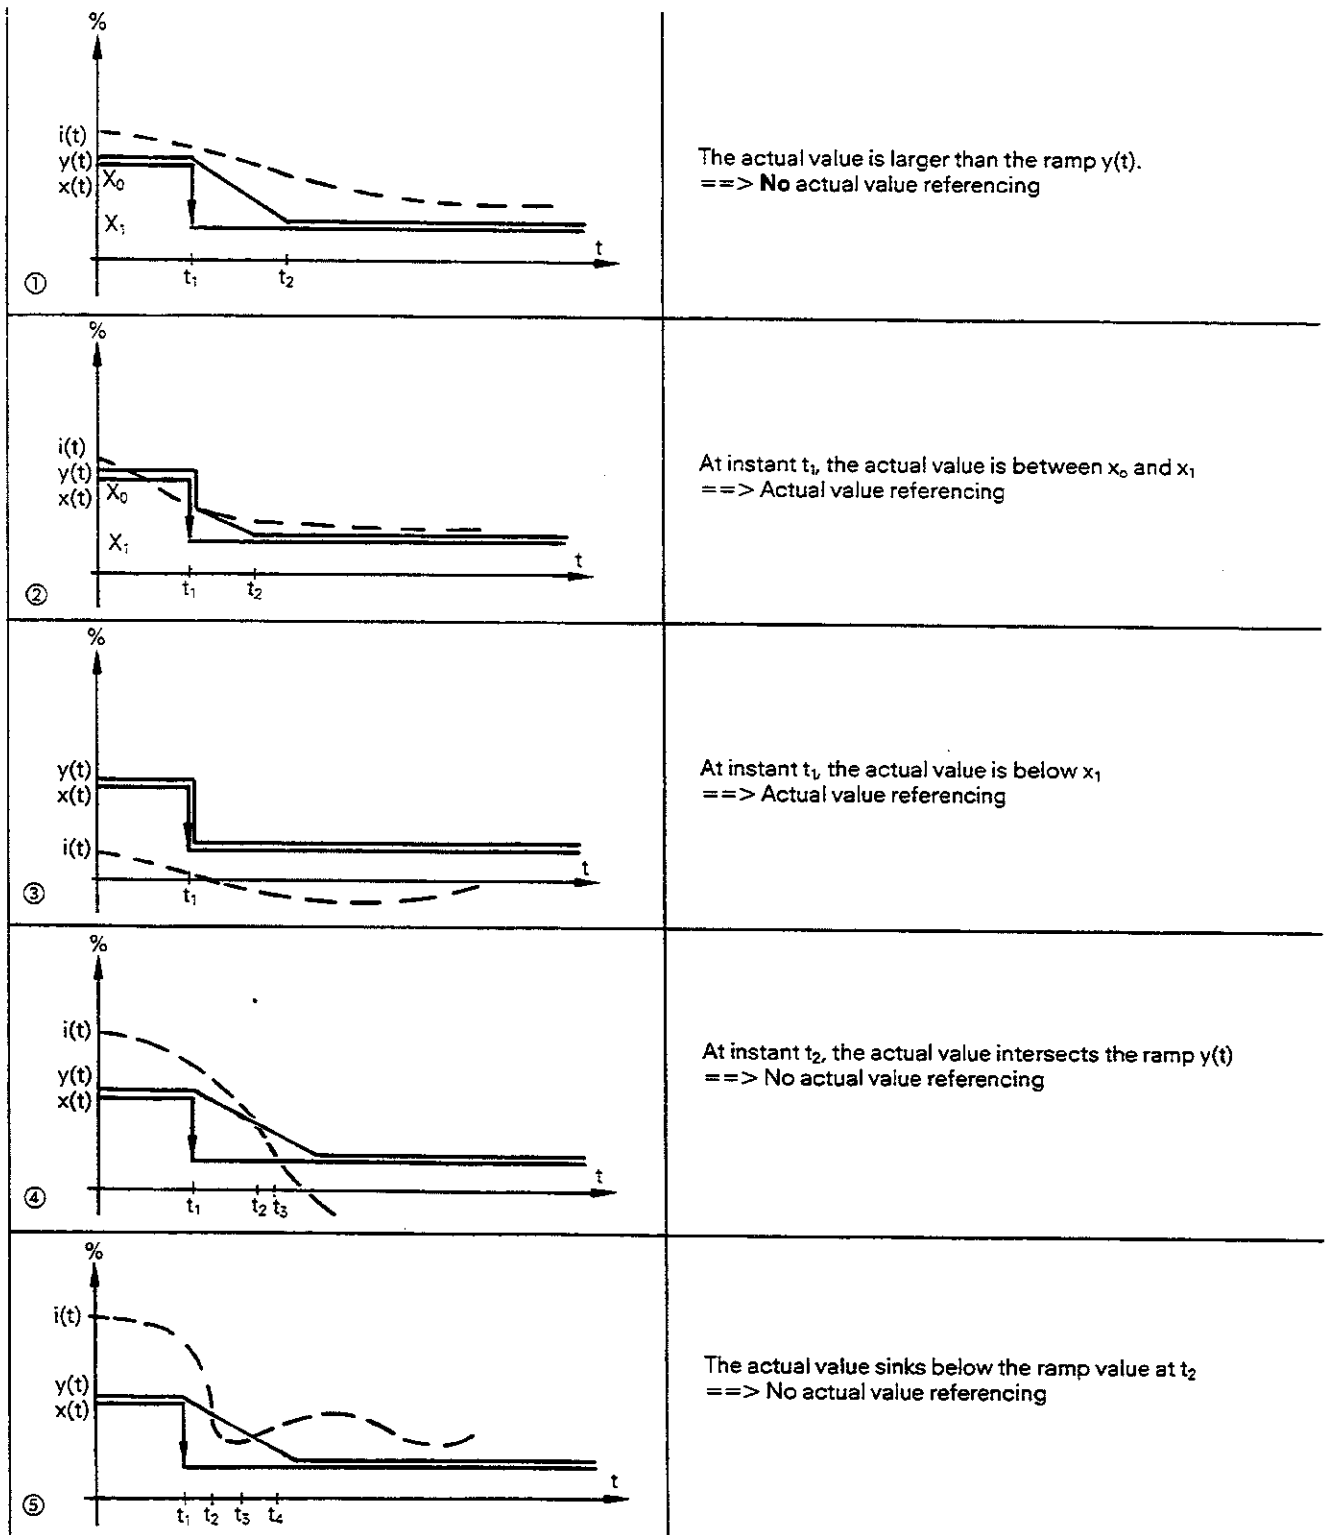 %
i(t)
y(t)
x(t) X₀
X₁
t
t₁ t₂
①
The actual value is larger than the ramp y(t).
==> No actual value referencing
%
i(t)
y(t)
x(t) X₀
X₁
t
t₁ t₂
②
At instant t₁, the actual value is between x₀ and x₁
==> Actual value referencing
%
y(t)
x(t)
i(t)
t
t₁
③
At instant t₁, the actual value is below x₁
==> Actual value referencing
%
i(t)
y(t)
x(t)
t
t₁ t₂ t₃
④
At instant t₂, the actual value intersects the ramp y(t)
==> No actual value referencing
%
i(t)
y(t)
x(t)
t
t₁ t₂ t₃ t₄
⑤
The actual value sinks below the ramp value at t₂
==> No actual value referencing